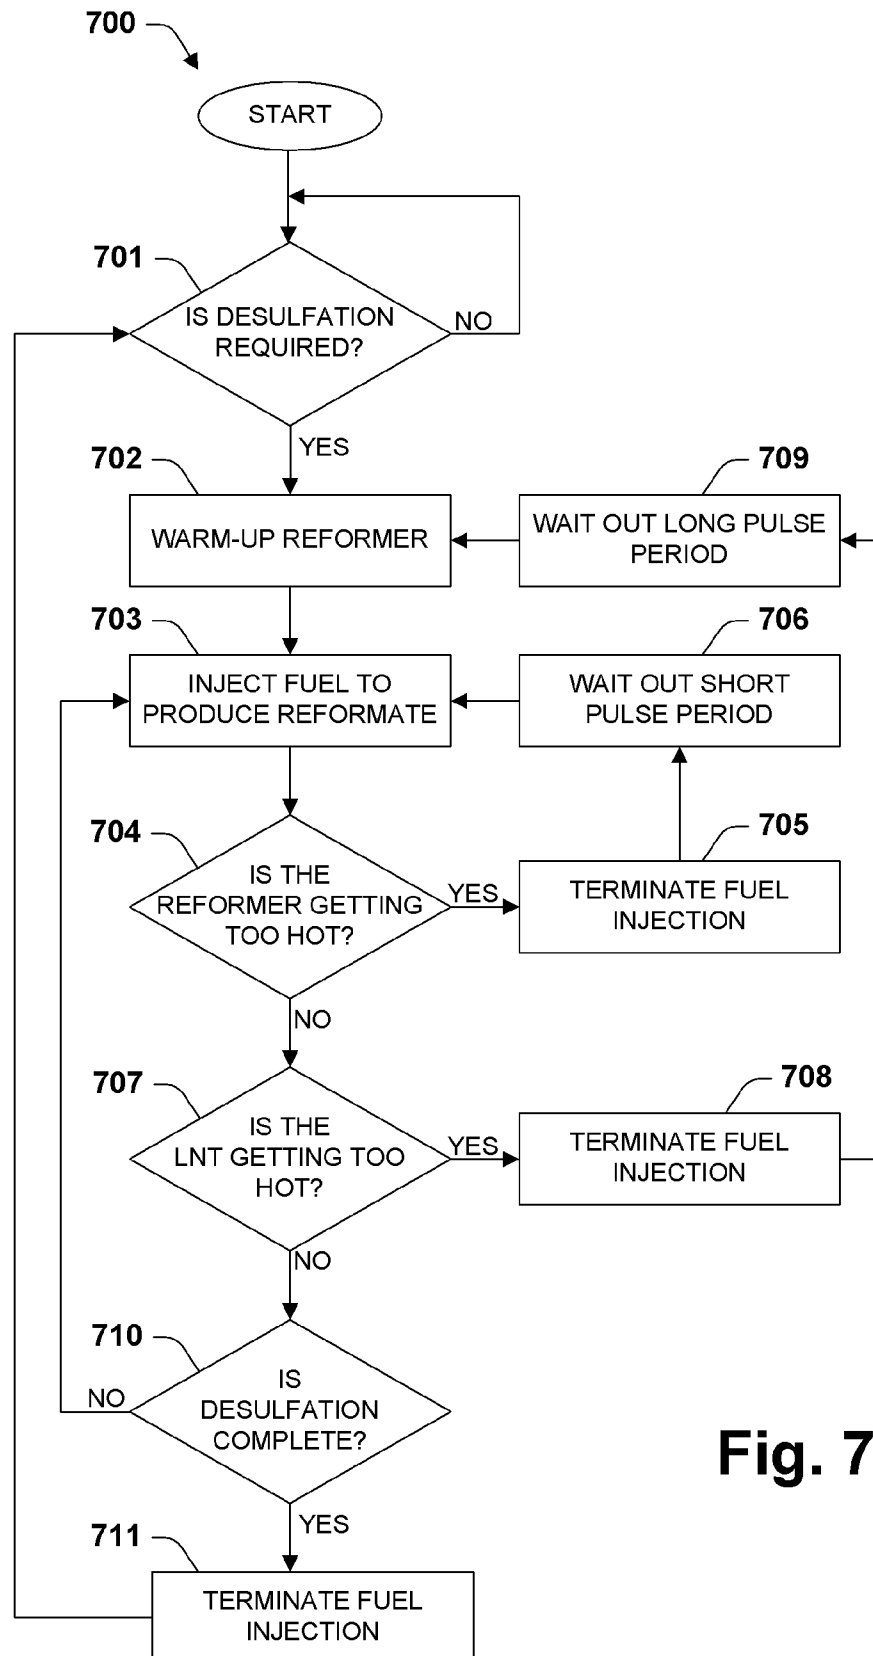 700
START
701
IS DESULFATION
REQUIRED?
NO
YES
702
WARM-UP REFORMER
709
WAIT OUT LONG PULSE
PERIOD
703
INJECT FUEL TO
PRODUCE REFORMATE
706
WAIT OUT SHORT
PULSE PERIOD
704
IS THE
REFORMER GETTING
TOO HOT?
YES
705
TERMINATE FUEL
INJECTION
NO
707
IS THE
LNT GETTING TOO
HOT?
YES
708
TERMINATE FUEL
INJECTION
NO
710
IS
DESULFATION
COMPLETE?
NO
YES
711
TERMINATE FUEL
INJECTION
Fig. 7